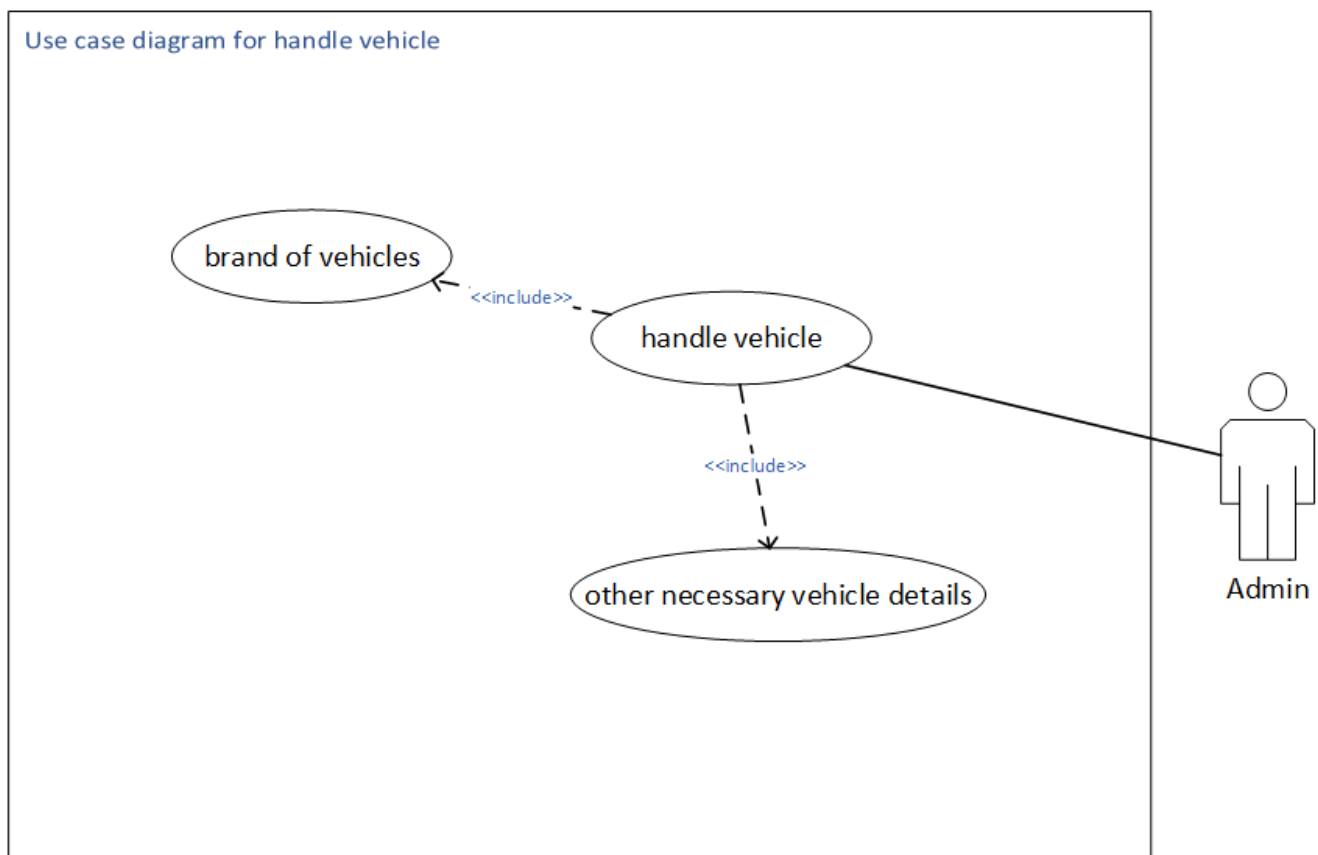 Use case diagram for handle vehicle
brand of vehicles
<<include>>
handle vehicle
<<include>>
other necessary vehicle details
Admin